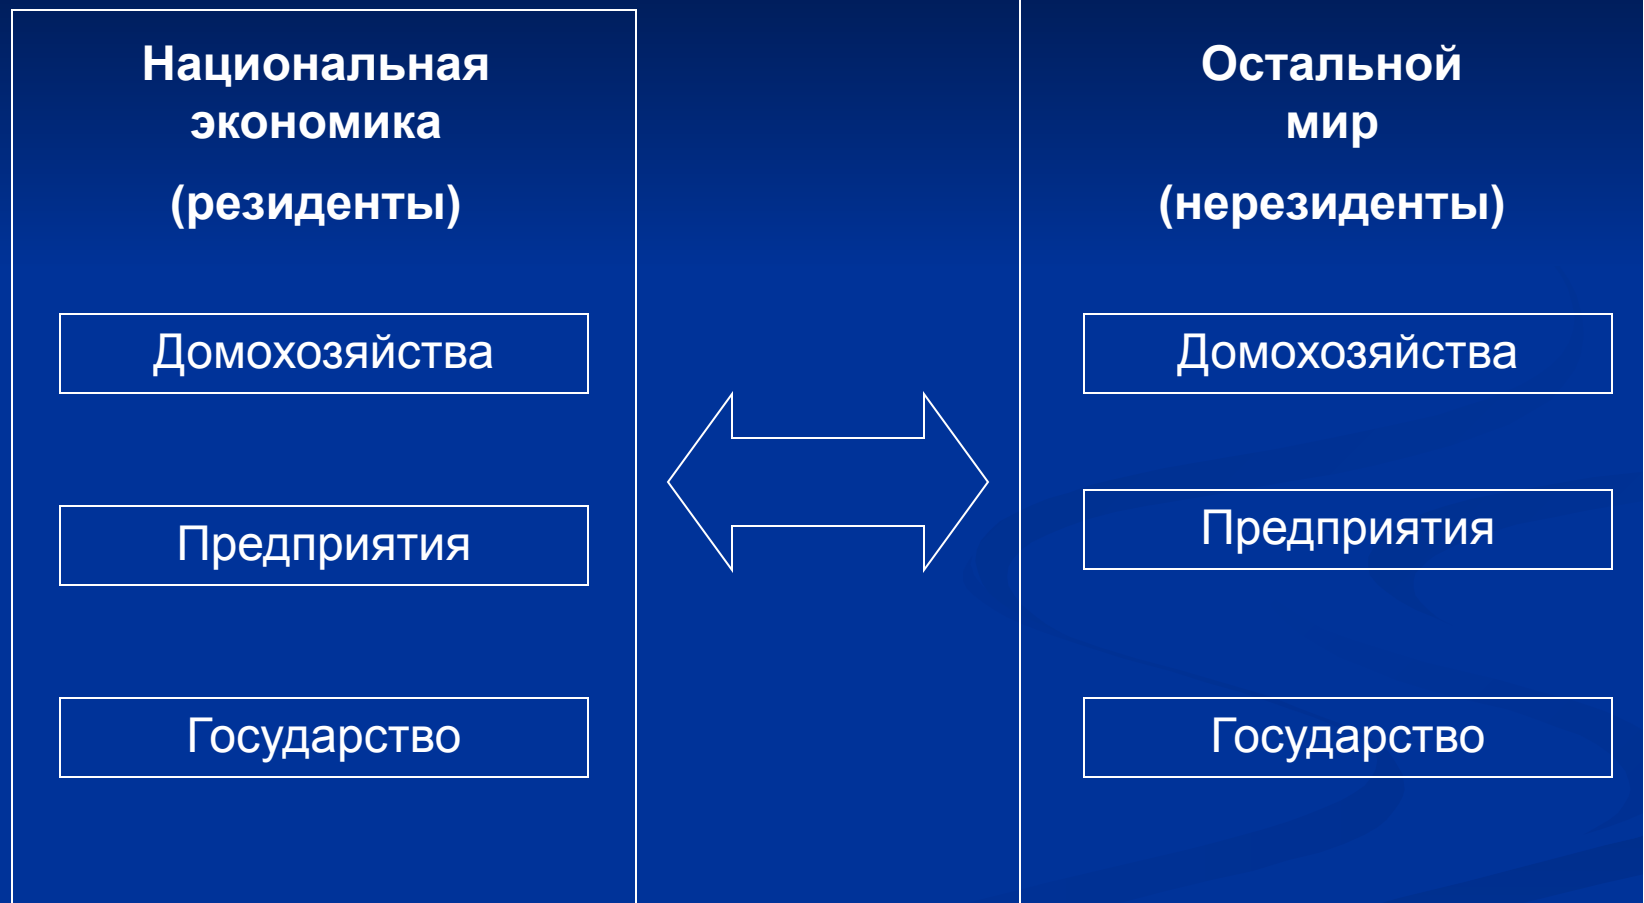 Национальная
экономика
(резиденты)
Домохозяйства
Предприятия
Государство
Остальной
мир
(нерезиденты)
Домохозяйства
Предприятия
Государство